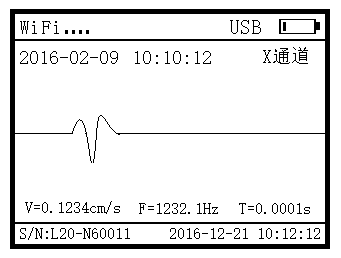 WiFi.... USB
2016-02-09 10:10:12 X通道
V=0.1234cm/s F=1232.1Hz T=0.0001s
S/N:L20-N60011 2016-12-21 10:12:12